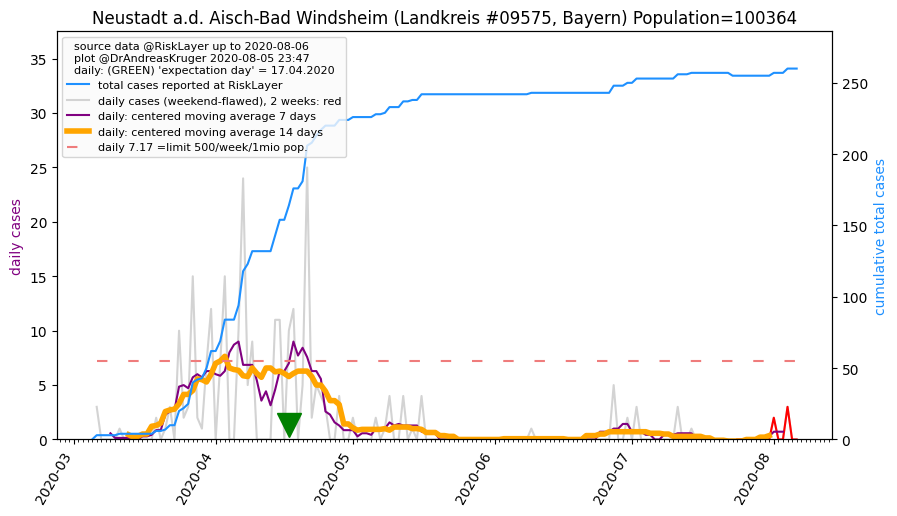 Neustadt a.d. Aisch-Bad Windsheim (Landkreis #09575, Bayern) Population=100364
source data @RiskLayer up to 2020-08-06
plot @DrAndreasKruger 2020-08-05 23:47
daily: (GREEN) 'expectation day' = 17.04.2020
total cases reported at RiskLayer
daily cases (weekend-flawed), 2 weeks: red
daily: centered moving average 7 days
daily: centered moving average 14 days
daily 7.17 =limit 500/week/1mio pop.
daily cases
35
30
25
20
15
10
5
0
250
200
150
100
50
0
cumulative total cases
2020-03
2020-04
2020-05
2020-06
2020-07
2020-08